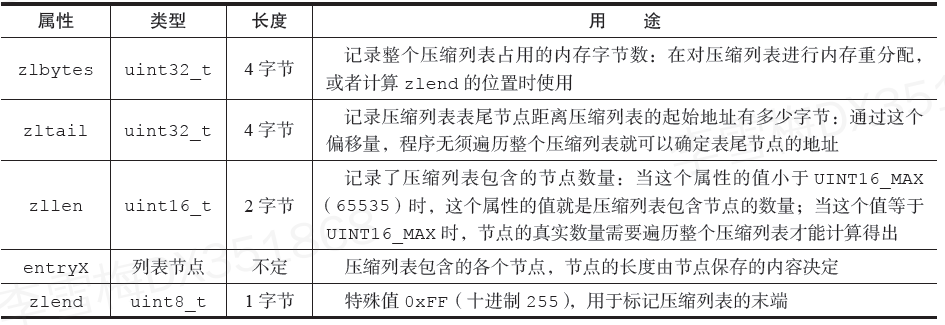 属性 类型 长度 用 途
zlbytes uint32_t 4 字节 记录整个压缩列表占用的内存字节数：在对压缩列表进行内存重分配，
或者计算 zlend 的位置时使用
zltail uint32_t 4 字节 记录压缩列表表尾节点距离压缩列表的起始地址有多少字节：通过这个
偏移量，程序无须遍历整个压缩列表就可以确定表尾节点的地址
zllen uint16_t 2 字节 记录了压缩列表包含的节点数量：当这个属性的值小于 UINT16_MAX
（65535）时，这个属性的值就是压缩列表包含节点的数量；当这个值等于
UINT16_MAX 时，节点的真实数量需要遍历整个压缩列表才能计算得出
entryX 列表节点 不定 压缩列表包含的各个节点，节点的长度由节点保存的内容决定
zlend uint8_t 1 字节 特殊值 0xFF（十进制 255），用于标记压缩列表的末端